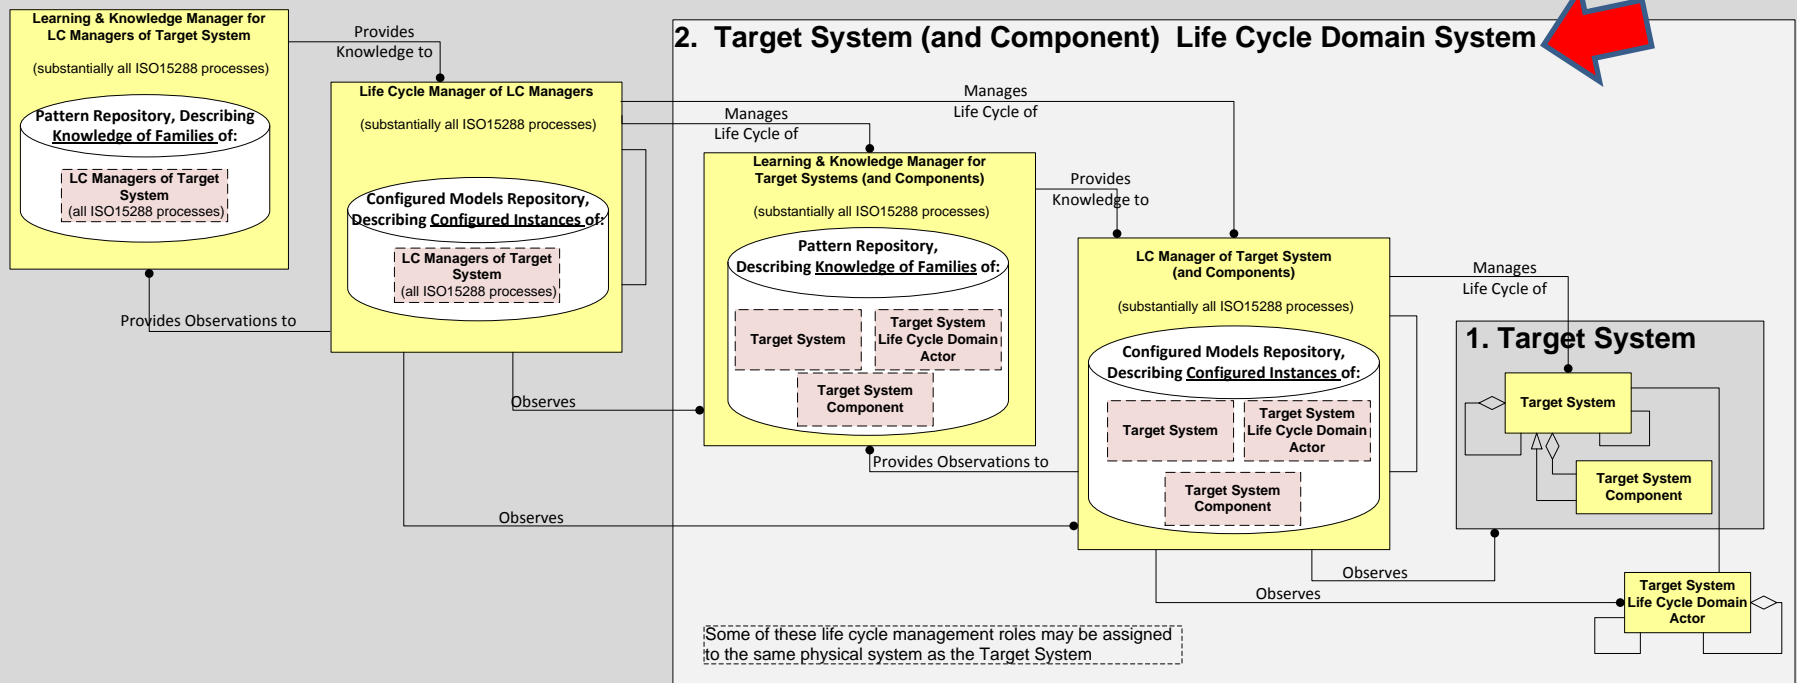 Learning & Knowledge Manager for
LC Managers of Target System
(substantially all ISO15288 processes)
Pattern Repository, Describing
Knowledge of Families of:
LC Managers of Target
System
(all ISO15288 processes)
Provides
Knowledge to
Provides Observations to
Life Cycle Manager of LC Managers
(substantially all ISO15288 processes)
Configured Models Repository,
Describing Configured Instances of:
LC Managers of Target
System
(all ISO15288 processes)
Observes
Observes
2. Target System (and Component) Life Cycle Domain System
Manages
Life Cycle of
Manages
Life Cycle of
Learning & Knowledge Manager for
Target Systems (and Components)
(substantially all ISO15288 processes)
Pattern Repository,
Describing Knowledge of Families of:
Target System
Target System
Life Cycle Domain
Actor
Target System
Component
Provides
Knowledge to
Provides Observations to
LC Manager of Target System
(and Components)
(substantially all ISO15288 processes)
Configured Models Repository,
Describing Configured Instances of:
Target System
Target System
Life Cycle Domain
Actor
Target System
Component
Manages
Life Cycle of
1. Target System
Target System
Target System
Component
Observes
Observes
Target System
Life Cycle Domain
Actor
Some of these life cycle management roles may be assigned
to the same physical system as the Target System